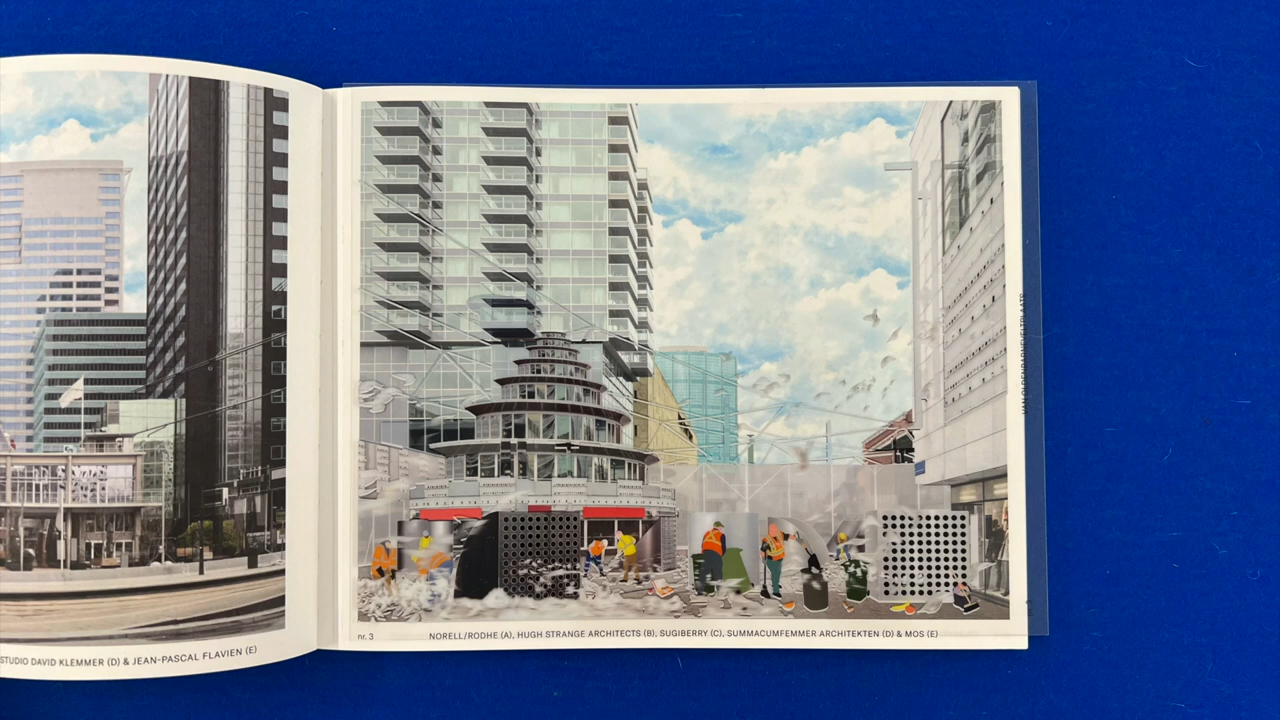 STUDIO DAVID KLEMMER (D) & JEAN-PASCAL FLAVIEN (E)
nr. 3
NORELL/RODHE (A), HUGH STRANGE ARCHITECTS (B), SUGIBERRY (C), SUMMACUMFEMMER ARCHITEKTEN (D) & MOS (E)